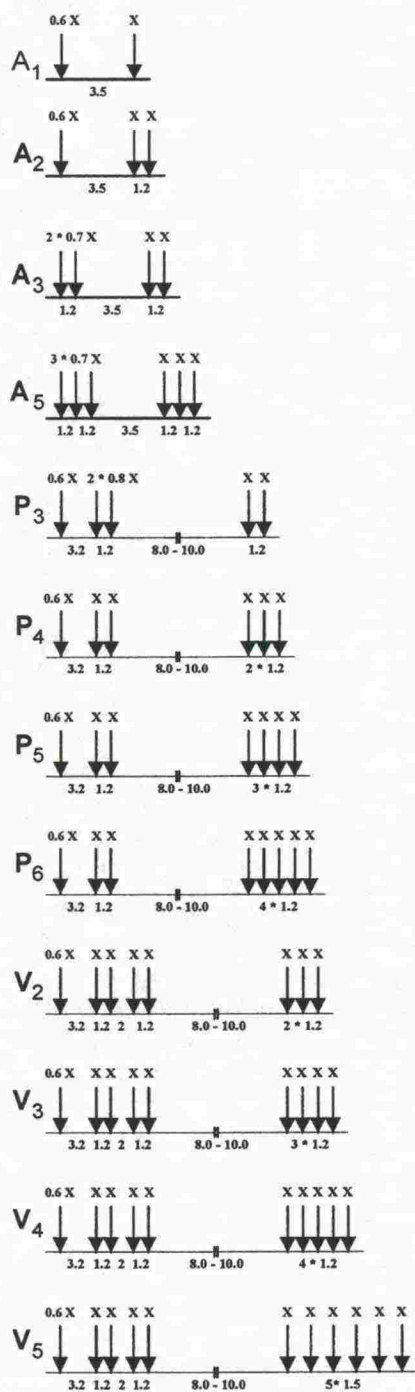 0.6 X X
A1
3.5
0.6 X X X
A2
3.5 1.2
2 * 0.7 X X X
A3
1.2 3.5 1.2
3 * 0.7 X X X X
A5
1.2 1.2 3.5 1.2 1.2
0.6 X 2 * 0.8 X X X
P3
3.2 1.2 8.0 - 10.0 1.2
0.6 X X X X X X
P4
3.2 1.2 8.0 - 10.0 2 * 1.2
0.6 X X X X X X X
P5
3.2 1.2 8.0 - 10.0 3 * 1.2
0.6 X X X X X X X X
P6
3.2 1.2 8.0 - 10.0 4 * 1.2
0.6 X X X X X X X X
V2
3.2 1.2 2 1.2 8.0 - 10.0 2 * 1.2
0.6 X X X X X X X X X
V3
3.2 1.2 2 1.2 8.0 - 10.0 3 * 1.2
0.6 X X X X X X X X X X
V4
3.2 1.2 2 1.2 8.0 - 10.0 4 * 1.2
0.6 X X X X X X X X X X X
V5
3.2 1.2 2 1.2 8.0 - 10.0 5* 1.5